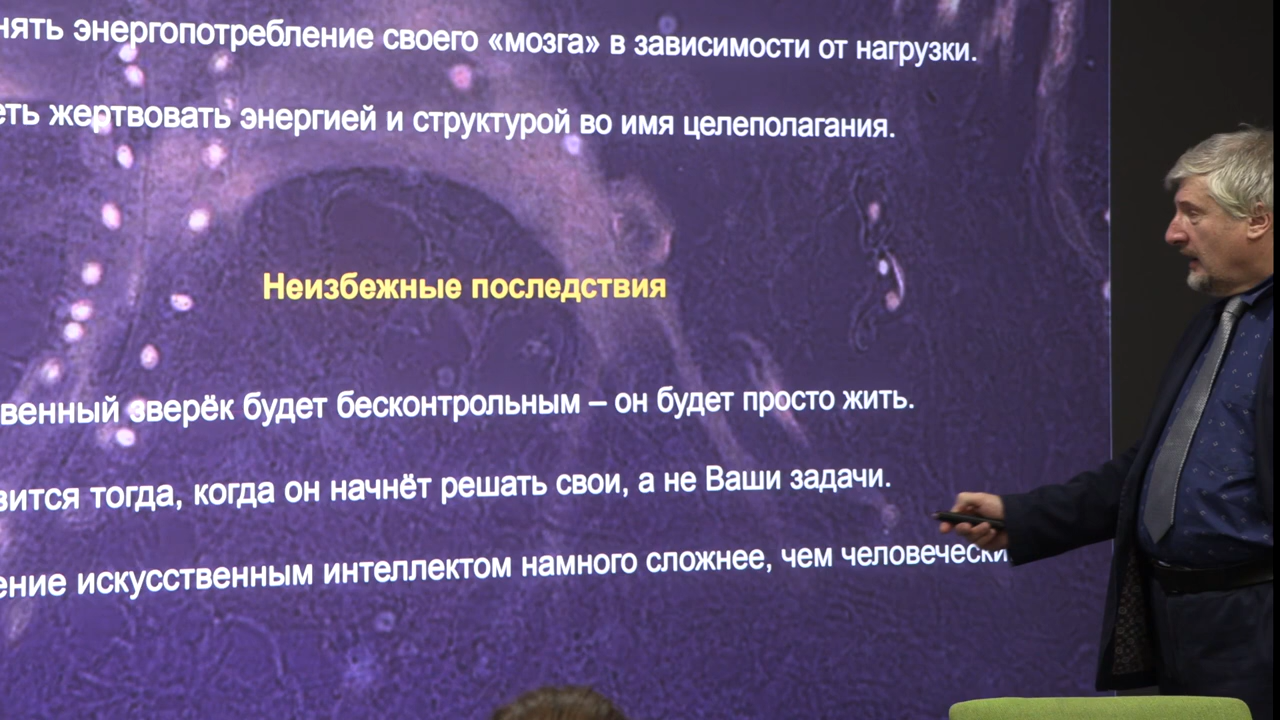 нять энергопотребление своего «мозга» в зависимости от нагрузки.
еть жертвовать энергией и структурой во имя целеполагания.
Неизбежные последствия
венный зверёк будет бесконтрольным – он будет просто жить.
вится тогда, когда он начнёт решать свои, а не Ваши задачи.
ение искусственным интеллектом намного сложнее, чем человечески